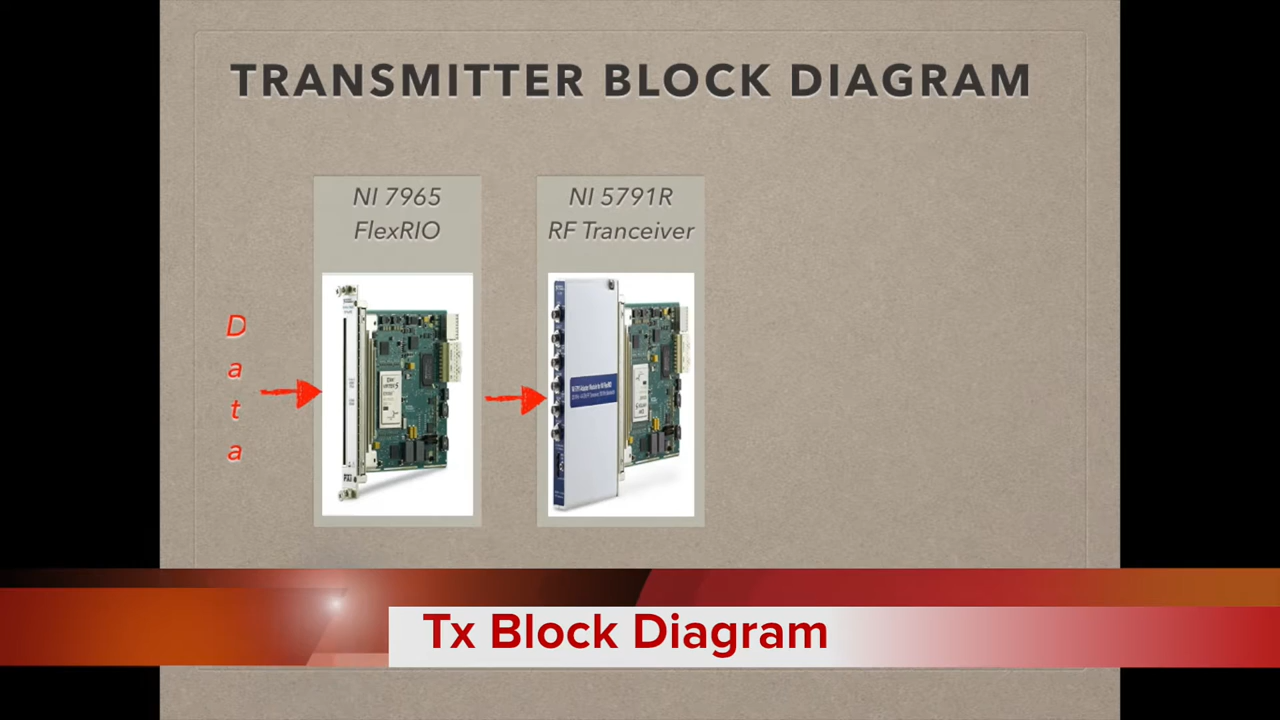 TRANSMITTER BLOCK DIAGRAM
NI 7965
FlexRIO
NI 5791R
RF Tranceiver
Data
Tx Block Diagram